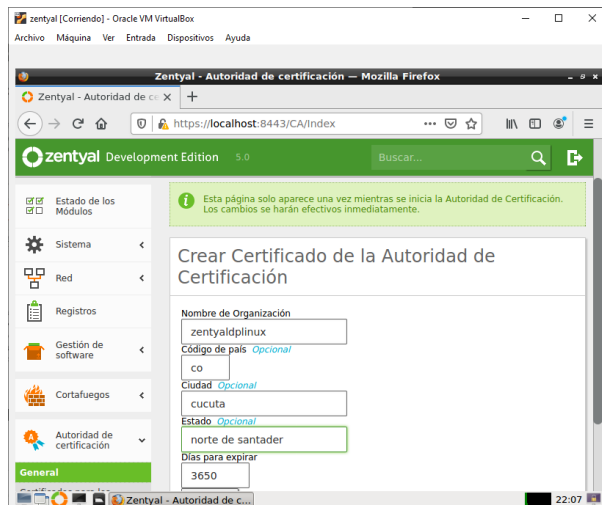 zentyal [Corriendo] - Oracle VM VirtualBox
Archivo Máquina Ver Entrada Dispositivos Ayuda
Zentyal - Autoridad de certificación — Mozilla Firefox
Zentyal - Autoridad de ce
https://localhost:8443/CA/Index
zentyal Development Edition 5.0
Buscar...
Estado de los
Módulos
Sistema
Red
Registros
Gestión de
software
Cortafuegos
Autoridad de
certificación
General
Esta página solo aparece una vez mientras se inicia la Autoridad de Certificación.
Los cambios se harán efectivos inmediatamente.
Crear Certificado de la Autoridad de
Certificación
Nombre de Organización
zentyaldplinux
Código de país Opcional
co
Ciudad Opcional
cucuta
Estado Opcional
norte de santader
Días para expirar
3650
Zentyal - Autoridad de c...
22:07